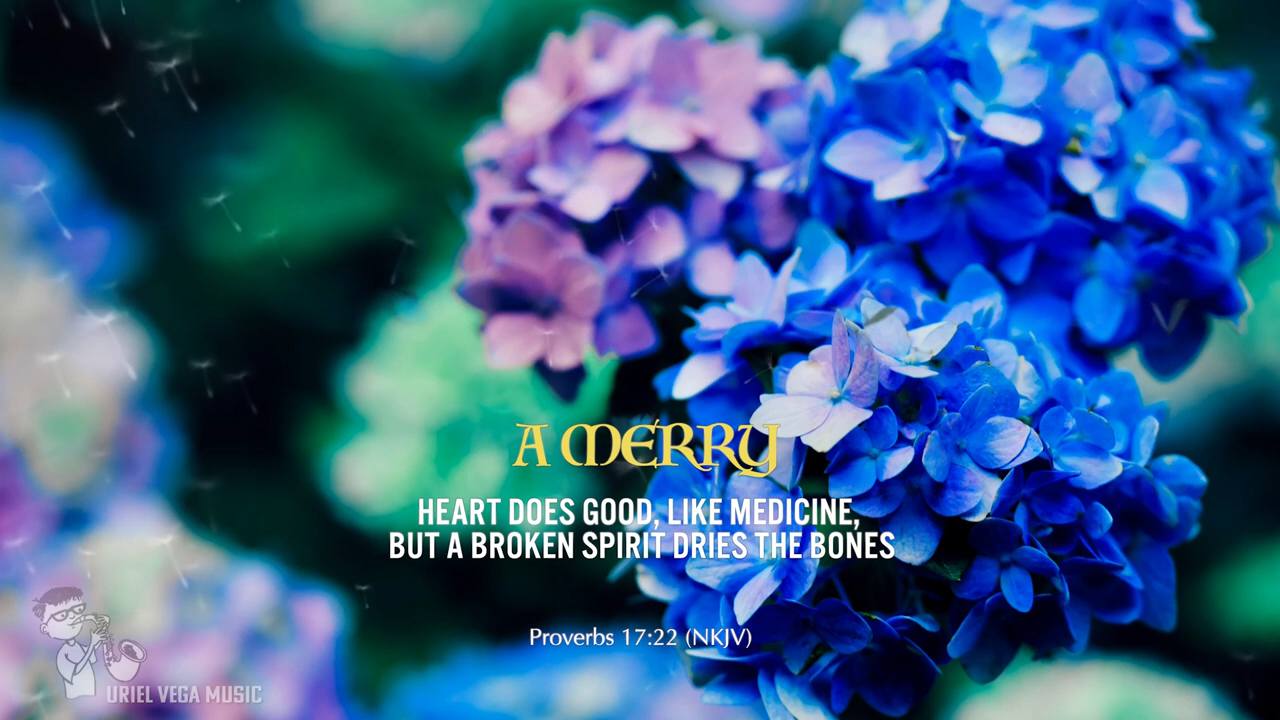 A MERRY
HEART DOES GOOD, LIKE MEDICINE,
BUT A BROKEN SPIRIT DRIES THE BONES
Proverbs 17:22 (NKJV)
URIEL VEGA MUSIC